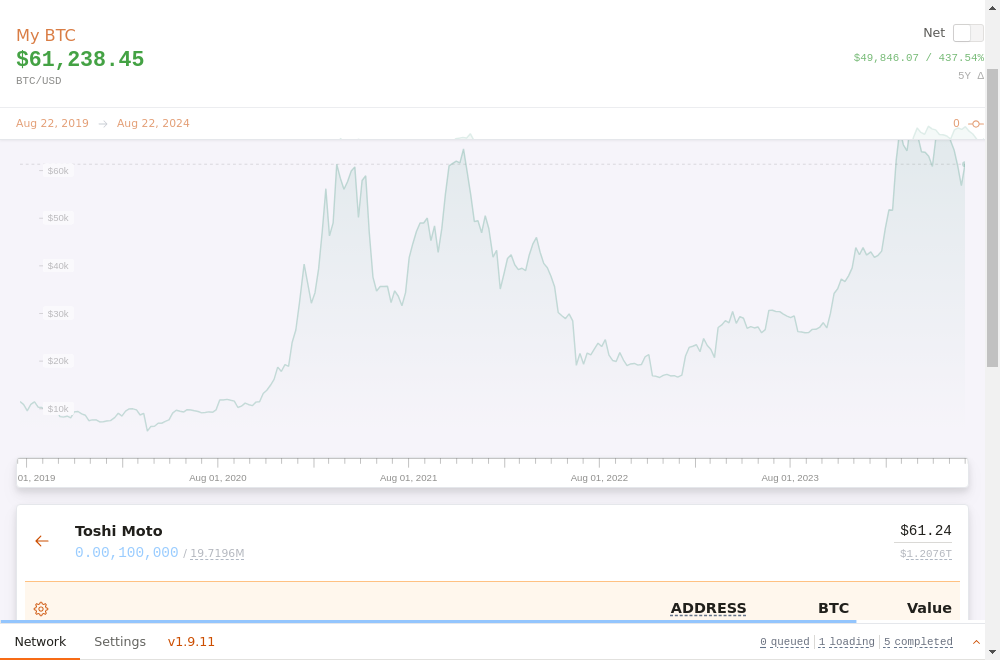 My BTC
Net
$61,238.45
$49,846.07 / 437.54%
BTC/USD
5Y Δ
Aug 22, 2019 → Aug 22, 2024
0
$60k
$50k
$40k
$30k
$20k
$10k
01, 2019
Aug 01, 2020
Aug 01, 2021
Aug 01, 2022
Aug 01, 2023
Toshi Moto
$61.24
0.00,100,000 / 19.7196M
$1.2076T
ADDRESS BTC Value
Network Settings v1.9.11
0 queued 1 loading 5 completed